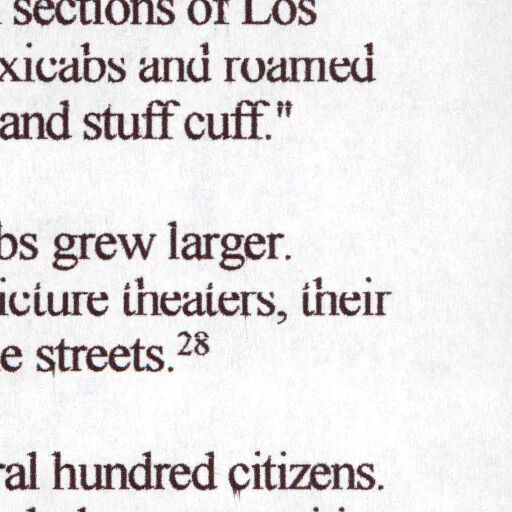 sections of Los
xicabs and roamed
and stuff cuff."
bs grew larger.
icture theaters, their
e streets.28
ral hundred citizens.